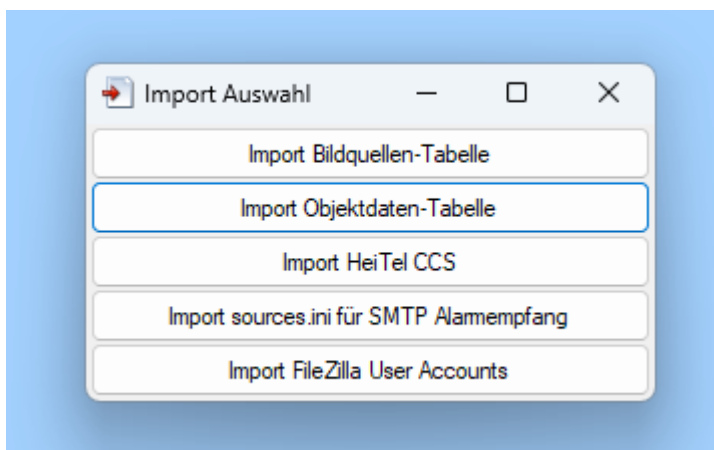 Import Auswahl
Import Bildquellen-Tabelle
Import Objektdaten-Tabelle
Import HeiTel CCS
Import sources.ini für SMTP Alarmempfang
Import FileZilla User Accounts